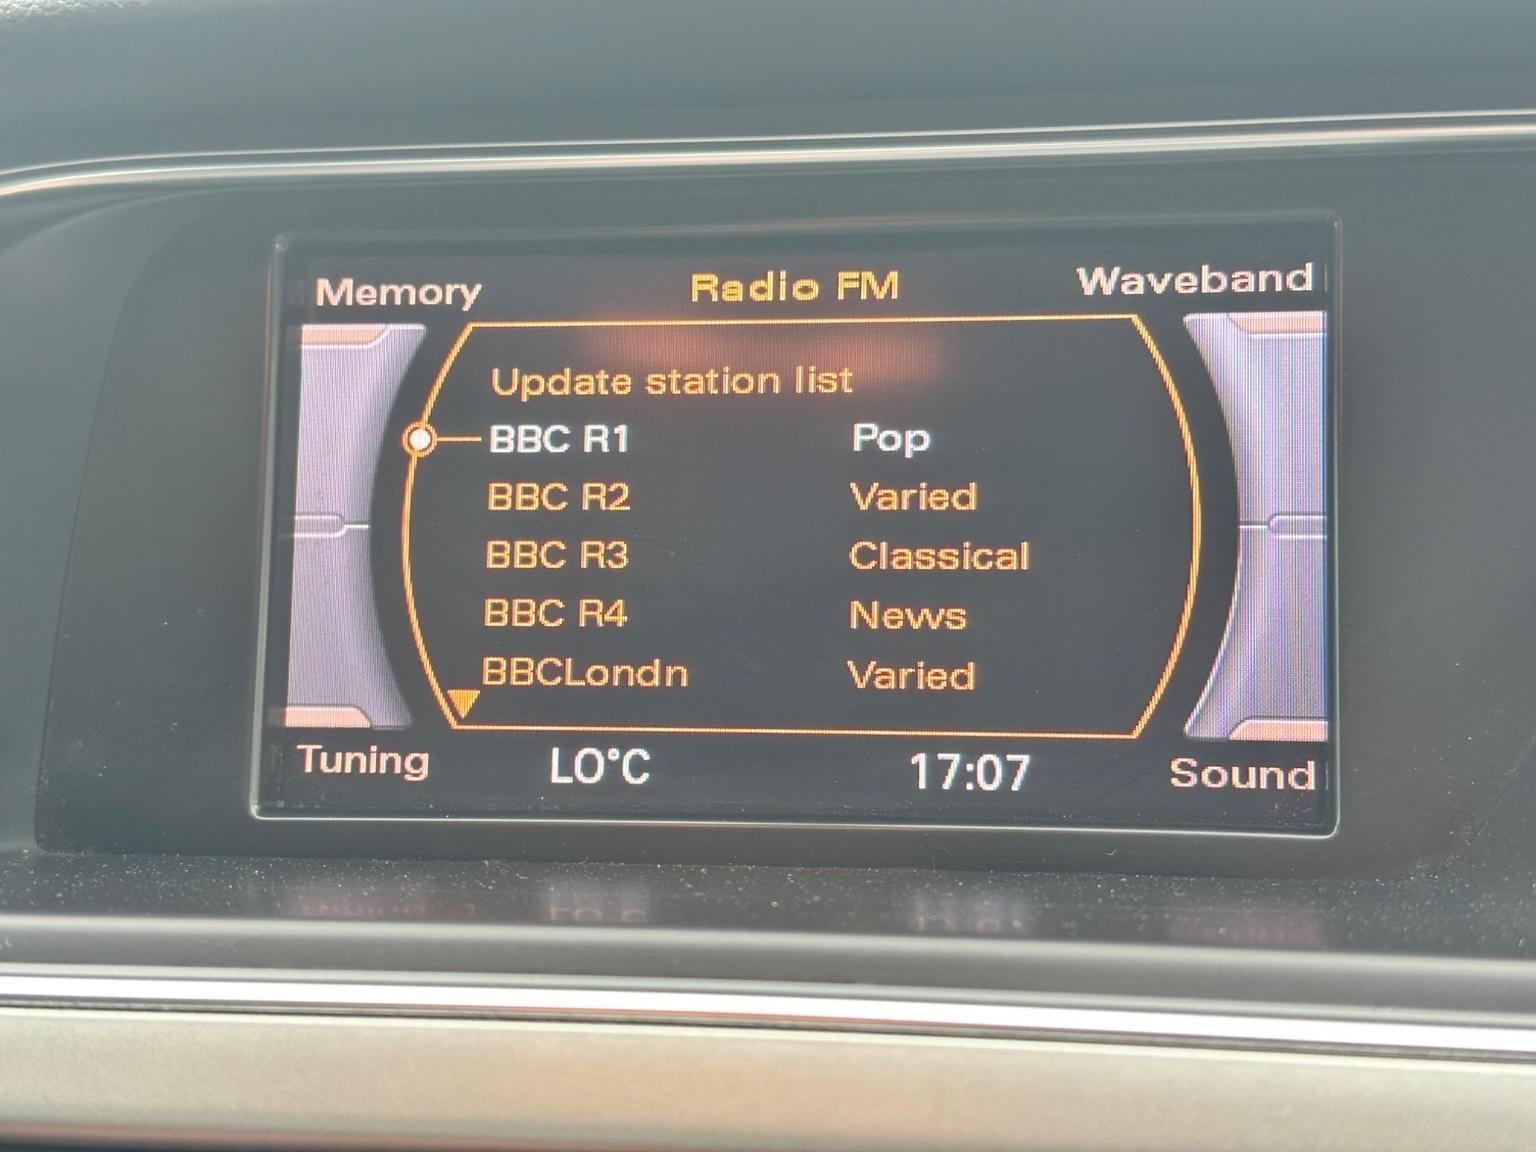 Memory Radio FM Waveband
Update station list
BBC R1 Pop
BBC R2 Varied
BBC R3 Classical
BBC R4 News
BBCLondn Varied
Tuning LO°C 17:07 Sound